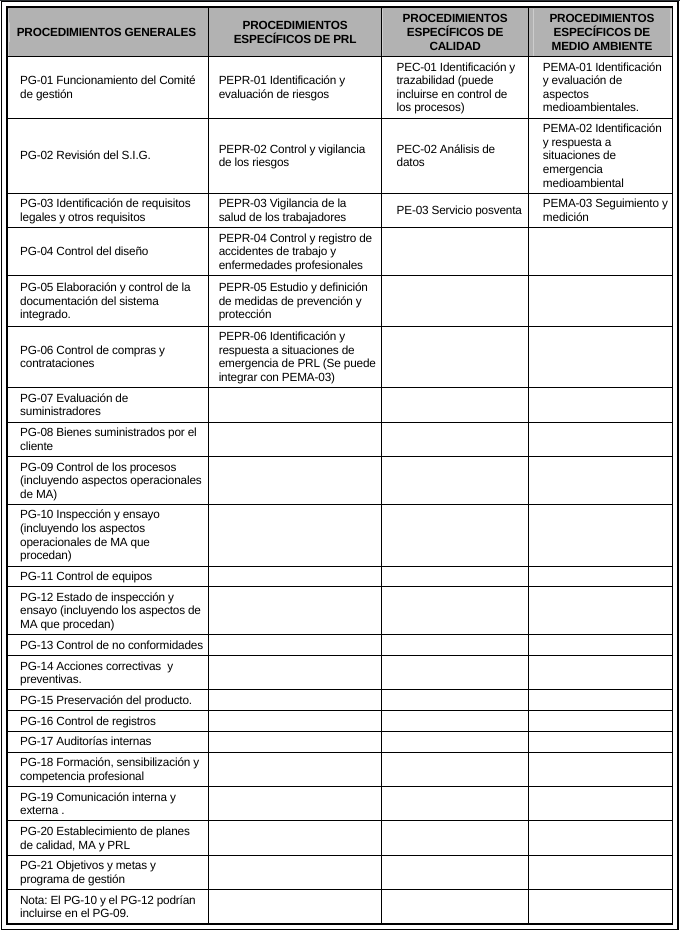 PROCEDIMIENTOS GENERALES
PROCEDIMIENTOS
ESPECÍFICOS DE PRL
PROCEDIMIENTOS
ESPECÍFICOS DE
CALIDAD
PROCEDIMIENTOS
ESPECÍFICOS DE
MEDIO AMBIENTE
PG-01 Funcionamiento del Comité
de gestión
PEPR-01 Identificación y
evaluación de riesgos
PEC-01 Identificación y
trazabilidad (puede
incluirse en control de
los procesos)
PEMA-01 Identificación
y evaluación de
aspectos
medioambientales.
PG-02 Revisión del S.I.G.
PEPR-02 Control y vigilancia
de los riesgos
PEC-02 Análisis de
datos
PEMA-02 Identificación
y respuesta a
situaciones de
emergencia
medioambiental
PG-03 Identificación de requisitos
legales y otros requisitos
PEPR-03 Vigilancia de la
salud de los trabajadores
PE-03 Servicio posventa
PEMA-03 Seguimiento y
medición
PG-04 Control del diseño
PEPR-04 Control y registro de
accidentes de trabajo y
enfermedades profesionales
PG-05 Elaboración y control de la
documentación del sistema
integrado.
PEPR-05 Estudio y definición
de medidas de prevención y
protección
PG-06 Control de compras y
contrataciones
PEPR-06 Identificación y
respuesta a situaciones de
emergencia de PRL (Se puede
integrar con PEMA-03)
PG-07 Evaluación de
suministradores
PG-08 Bienes suministrados por el
cliente
PG-09 Control de los procesos
(incluyendo aspectos operacionales
de MA)
PG-10 Inspección y ensayo
(incluyendo los aspectos
operacionales de MA que
procedan)
PG-11 Control de equipos
PG-12 Estado de inspección y
ensayo (incluyendo los aspectos de
MA que procedan)
PG-13 Control de no conformidades
PG-14 Acciones correctivas  y
preventivas.
PG-15 Preservación del producto.
PG-16 Control de registros
PG-17 Auditorías internas
PG-18 Formación, sensibilización y
competencia profesional
PG-19 Comunicación interna y
externa .
PG-20 Establecimiento de planes
de calidad, MA y PRL
PG-21 Objetivos y metas y
programa de gestión
Nota: El PG-10 y el PG-12 podrían
incluirse en el PG-09.